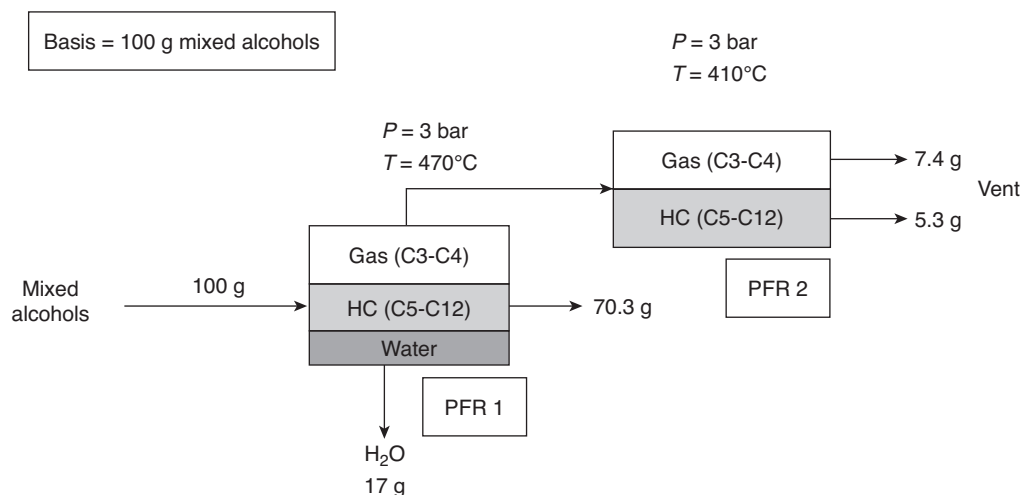 Basis = 100 g mixed alcohols
P = 3 bar
T = 410°C
P = 3 bar
T = 470°C
Gas (C3-C4)
7.4 g
Vent
HC (C5-C12)
5.3 g
PFR 2
Gas (C3-C4)
Mixed
alcohols
100 g
HC (C5-C12)
70.3 g
Water
PFR 1
H₂O
17 g